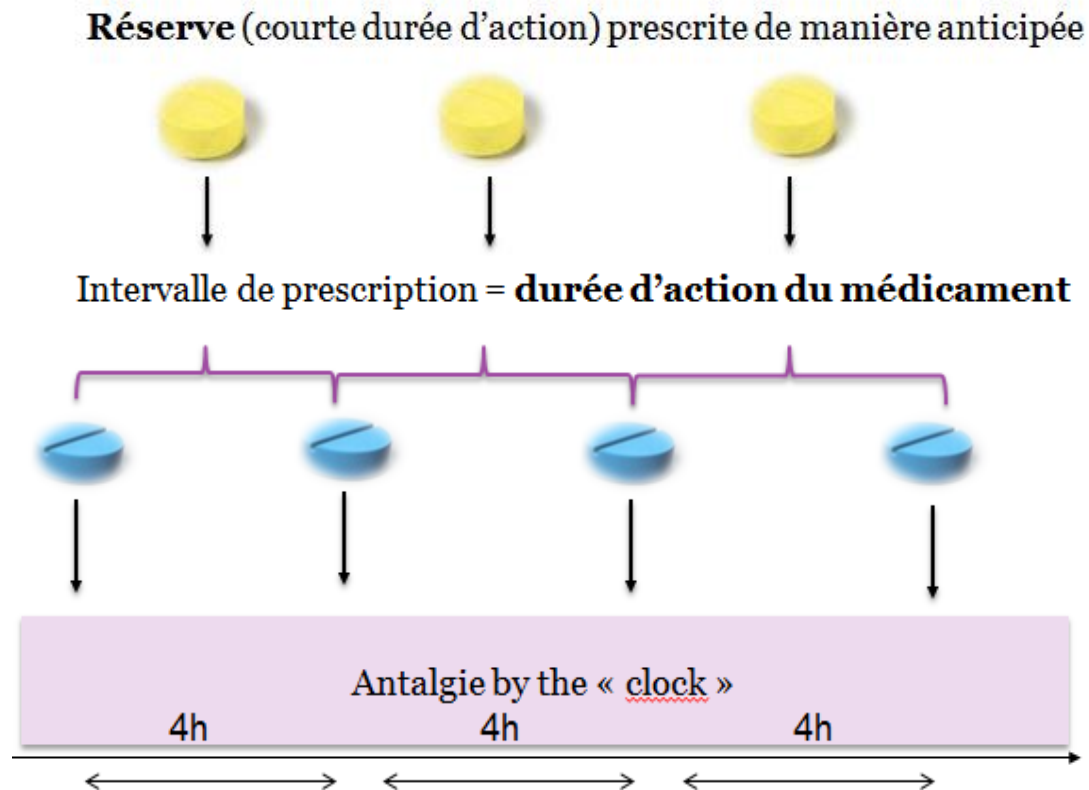 Réserve (courte durée d’action) prescrite de manière anticipée
Intervalle de prescription = durée d’action du médicament
Antalgie by the « clock »
4h 4h 4h